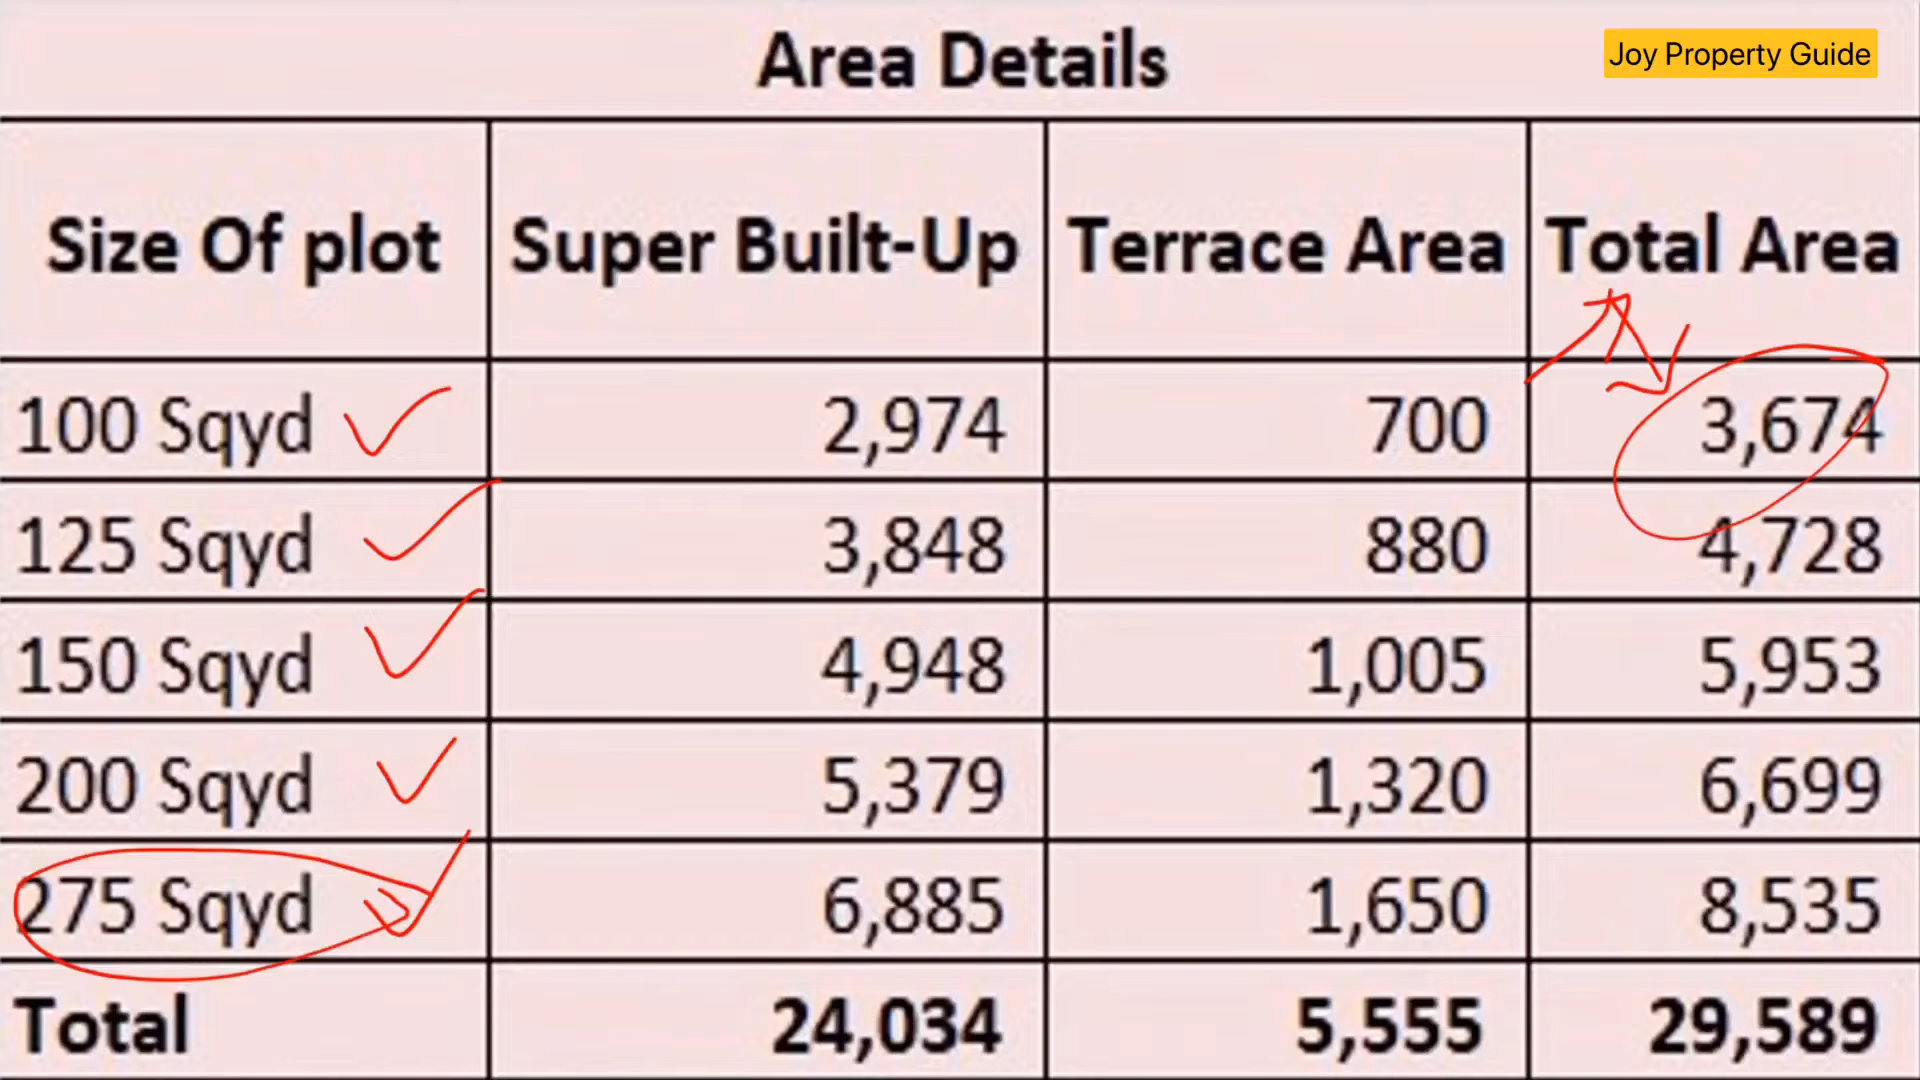 Area Details
Joy Property Guide
Size Of plot Super Built-Up Terrace Area Total Area
100 Sqyd 2,974 700 3,674
125 Sqyd 3,848 880 4,728
150 Sqyd 4,948 1,005 5,953
200 Sqyd 5,379 1,320 6,699
275 Sqyd 6,885 1,650 8,535
Total 24,034 5,555 29,589